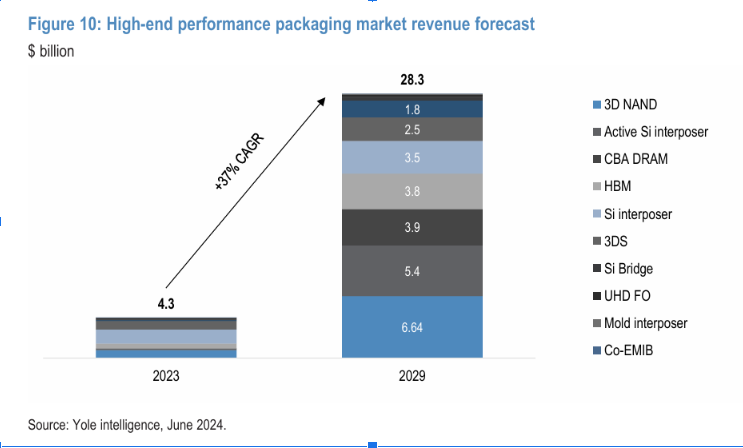 Figure 10: High-end performance packaging market revenue forecast
$ billion
28.3
1.8
2.5
3.5
3.8
3.9
5.4
6.64
+37% CAGR
4.3
2023
2029
3D NAND
Active Si interposer
CBA DRAM
HBM
Si interposer
3DS
Si Bridge
UHD FO
Mold interposer
Co-EMIB
Source: Yole intelligence, June 2024.